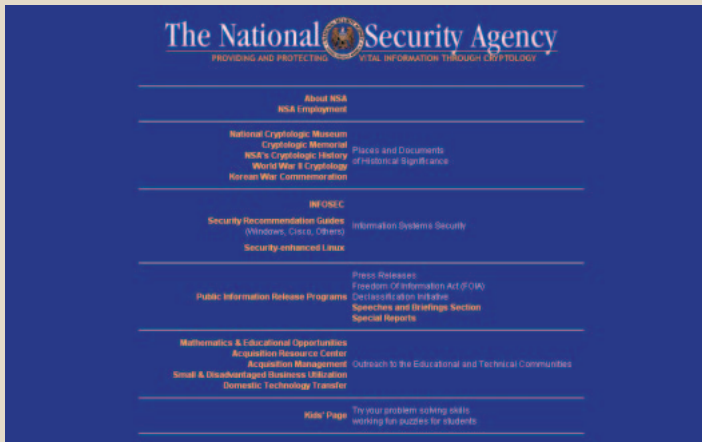 The National Security Agency
PROVIDING AND PROTECTING VITAL INFORMATION THROUGH CRYPTOLOGY
About NSA
NSA Employment
National Cryptologic Museum
Cryptologic Memorial
NSA's Cryptologic History
World War II Cryptology
Korean War Commemoration
Places and Documents
of Historical Significance
INFOSEC
Security Recommendation Guides
(Windows, Cisco, Others)
Security-enhanced Linux
Information Systems Security
Public Information Release Programs
Press Releases
Freedom Of Information Act (FOIA)
Declassification Initiative
Speeches and Briefings Section
Special Reports
Mathematics & Educational Opportunities
Acquisition Resource Center
Acquisition Management
Small & Disadvantaged Business Utilization
Domestic Technology Transfer
Outreach to the Educational and Technical Communities
Kids' Page
Try your problem solving skills
working fun puzzles for students